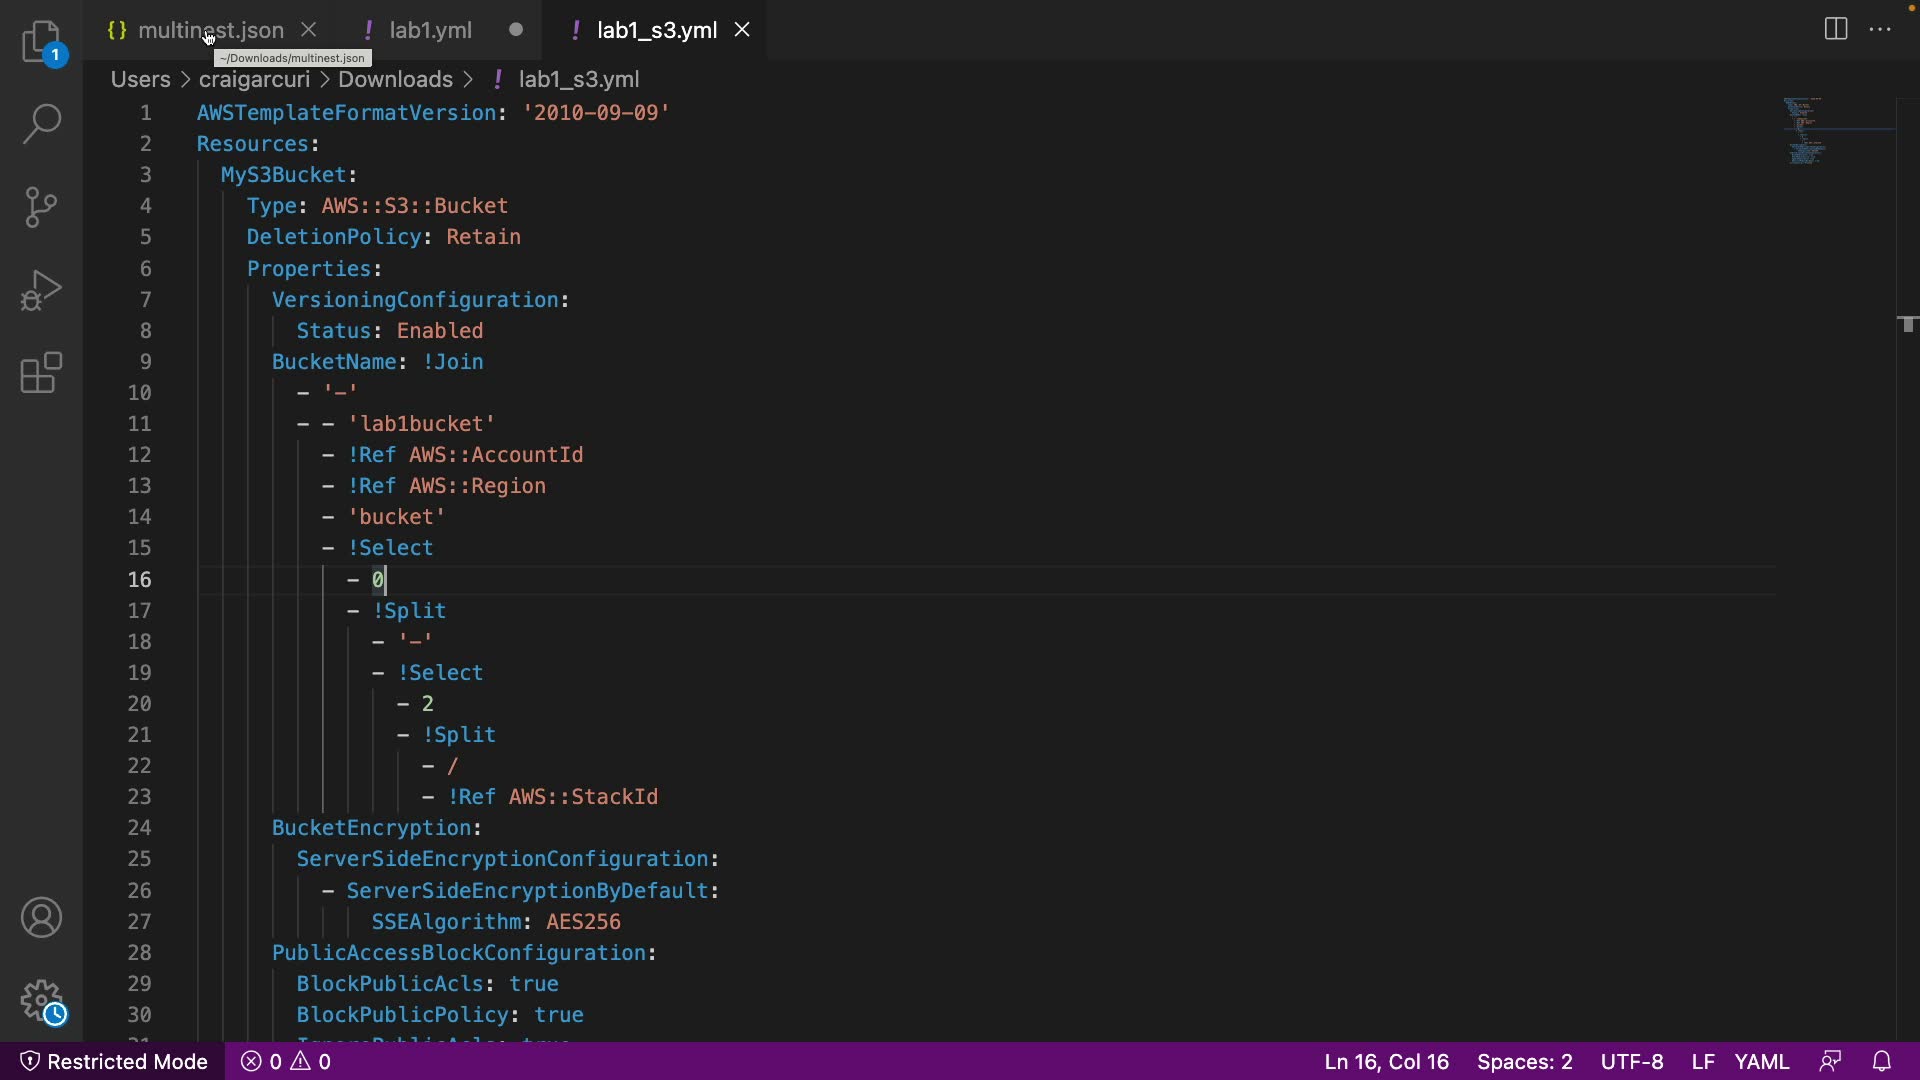 {} multinest.json
! lab1.yml
! lab1_s3.yml
~/Downloads/multinest.json
1
Users > craigarcuri > Downloads > ! lab1_s3.yml
1 AWSTemplateFormatVersion: '2010-09-09'
2 Resources:
3 MyS3Bucket:
4 Type: AWS::S3::Bucket
5 DeletionPolicy: Retain
6 Properties:
7 VersioningConfiguration:
8 Status: Enabled
9 BucketName: !Join
10 - '-'
11 - - 'lab1bucket'
12 - !Ref AWS::AccountId
13 - !Ref AWS::Region
14 - 'bucket'
15 - !Select
16 - 0
17 - !Split
18 - '-'
19 - !Select
20 - 2
21 - !Split
22 - /
23 - !Ref AWS::StackId
24 BucketEncryption:
25 ServerSideEncryptionConfiguration:
26 - ServerSideEncryptionByDefault:
27 SSEAlgorithm: AES256
28 PublicAccessBlockConfiguration:
29 BlockPublicAcls: true
30 BlockPublicPolicy: true
Restricted Mode 0 0 Ln 16, Col 16 Spaces: 2 UTF-8 LF YAML